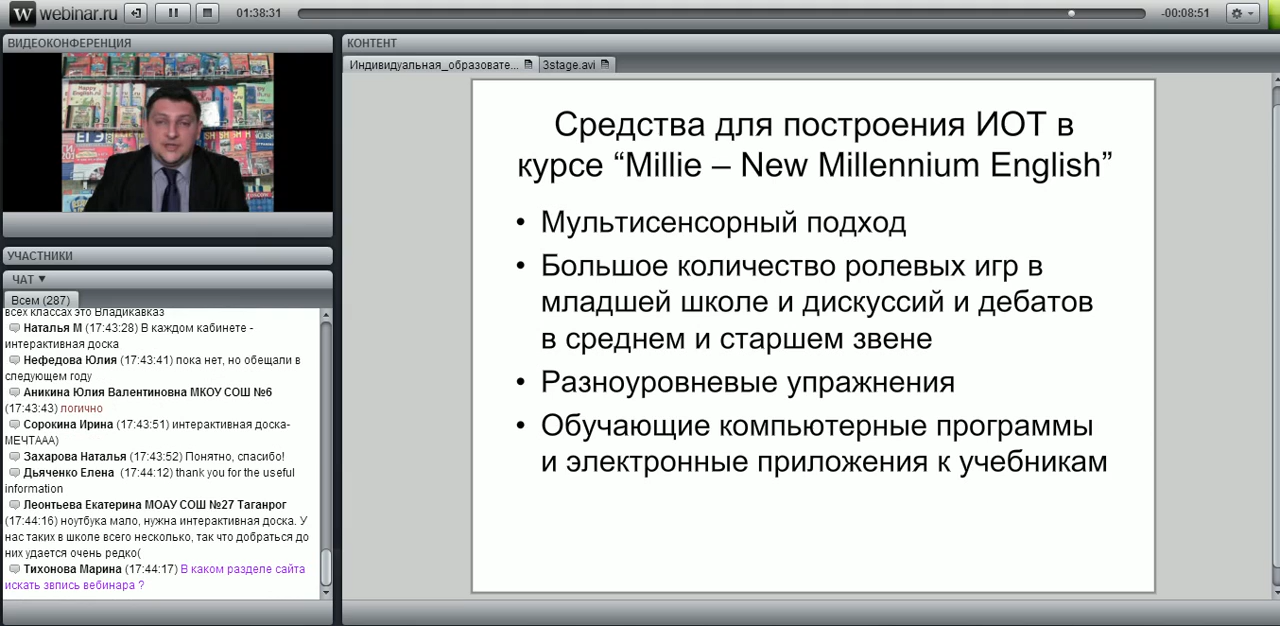 webinar.ru
01:38:31
-00:08:51
ВИДЕОКОНФЕРЕНЦИЯ
Happy
English.ru
ЕГЭ
УЧАСТНИКИ
ЧАТ
Всем (287)
всех классах это Владикавказ
Наталья М (17:43:28) В каждом кабинете -
интерактивная доска
Нефедова Юлия (17:43:41) пока нет, но обещали в
следующем году
Аникина Юлия Валентиновна МКОУ СОШ №6
(17:43:43) логично
Сорокина Ирина (17:43:51) интерактивная доска-
МЕЧТААА)
Захарова Наталья (17:43:52) Понятно, спасибо!
Дьяченко Елена (17:44:12) thank you for the useful
information
Леонтьева Екатерина МОАУ СОШ №27 Таганрог
(17:44:16) ноутбука мало, нужна интерактивная доска. У
нас таких в школе всего несколько, так что добраться до
них удается очень редко(
Тихонова Марина (17:44:17) В каком разделе сайта
искать звпись вебинара ?
КОНТЕНТ
Индивидуальная_образовате... 3stage.avi
Средства для построения ИОТ в
курсе “Millie – New Millennium English”
• Мультисенсорный подход
• Большое количество ролевых игр в
младшей школе и дискуссий и дебатов
в среднем и старшем звене
• Разноуровневые упражнения
• Обучающие компьютерные программы
и электронные приложения к учебникам